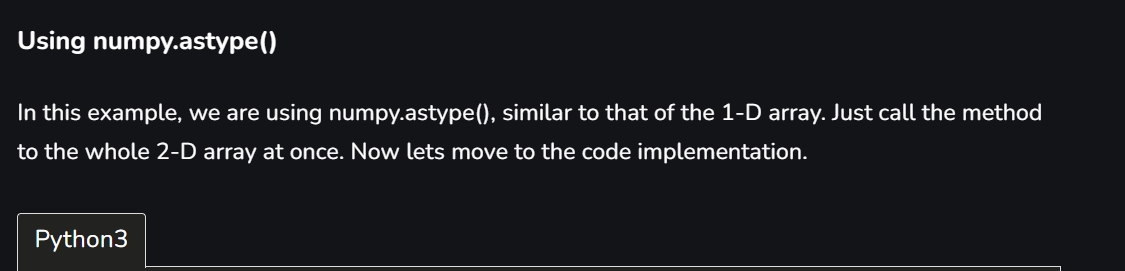 Using numpy.astype()
In this example, we are using numpy.astype(), similar to that of the 1-D array. Just call the method
to the whole 2-D array at once. Now lets move to the code implementation.
Python3